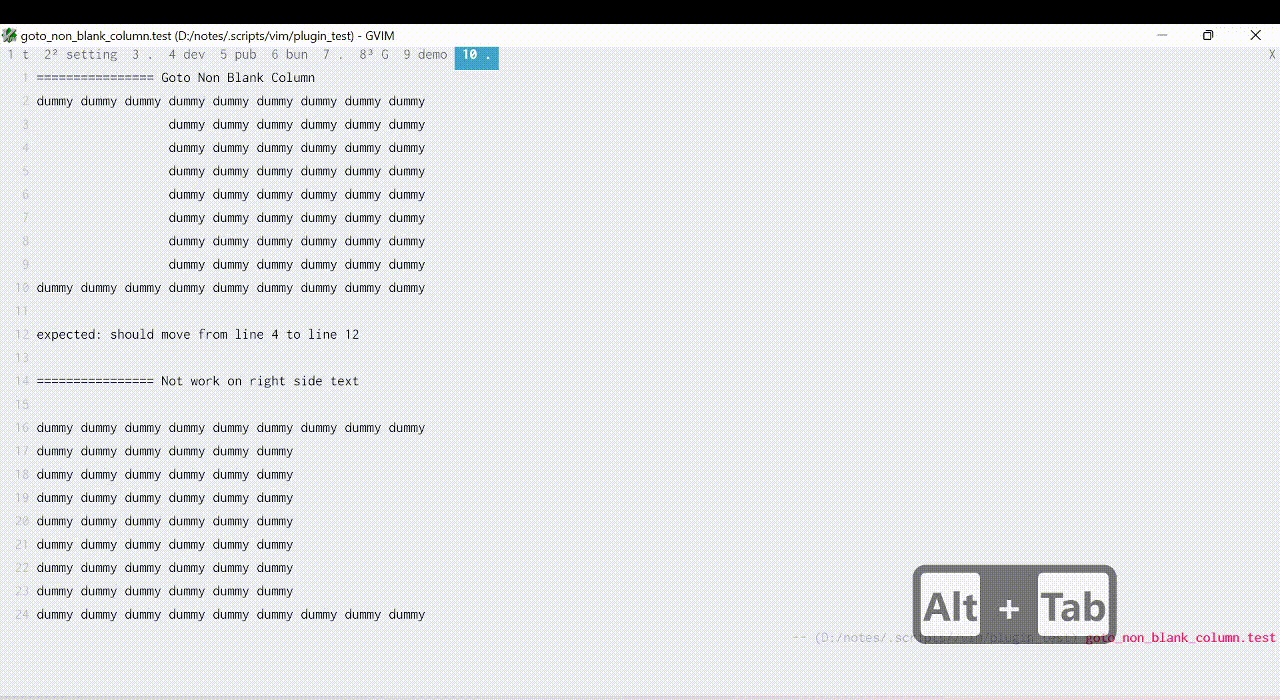 goto_non_blank_column.test (D:/notes/.scripts/vim/plugin_test) - GVIM
1 t 2² setting 3 . 4 dev 5 pub 6 bun 7 . 8³ G 9 demo 10 . X
1 ================ Goto Non Blank Column
2 dummy dummy dummy dummy dummy dummy dummy dummy dummy
3 dummy dummy dummy dummy dummy dummy
4 dummy dummy dummy dummy dummy dummy
5 dummy dummy dummy dummy dummy dummy
6 dummy dummy dummy dummy dummy dummy
7 dummy dummy dummy dummy dummy dummy
8 dummy dummy dummy dummy dummy dummy
9 dummy dummy dummy dummy dummy dummy
10 dummy dummy dummy dummy dummy dummy dummy dummy dummy
11
12 expected: should move from line 4 to line 12
13
14 ================ Not work on right side text
15
16 dummy dummy dummy dummy dummy dummy dummy dummy dummy
17 dummy dummy dummy dummy dummy dummy
18 dummy dummy dummy dummy dummy dummy
19 dummy dummy dummy dummy dummy dummy
20 dummy dummy dummy dummy dummy dummy
21 dummy dummy dummy dummy dummy dummy
22 dummy dummy dummy dummy dummy dummy
23 dummy dummy dummy dummy dummy dummy
24 dummy dummy dummy dummy dummy dummy dummy dummy dummy
Alt + Tab
-- (D:/notes/.scripts/vim/plugin_test) goto_non_blank_column.test